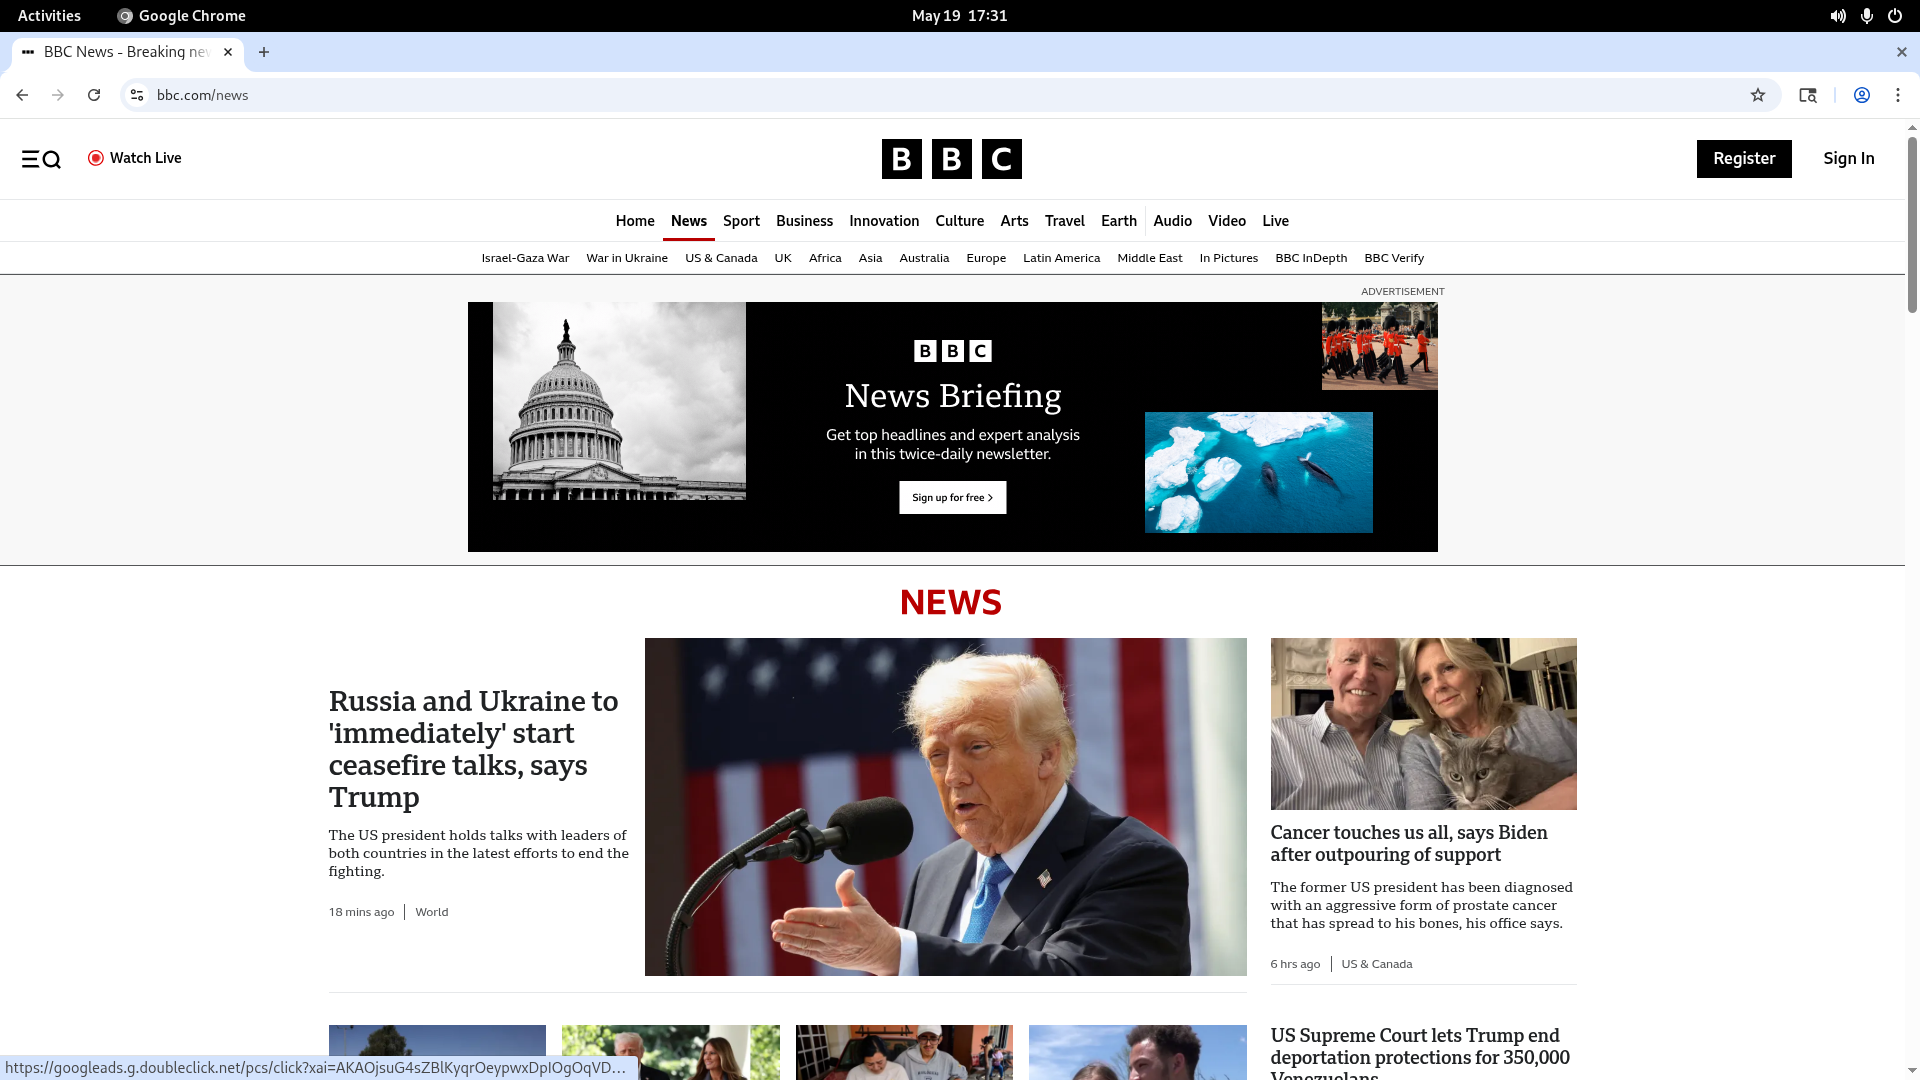 Activities
Google Chrome
May 19 17:31
BBC News - Breaking nev
bbc.com/news
Watch Live
BBC
Register
Sign In
Home
News
Sport
Business
Innovation
Culture
Arts
Travel
Earth
Audio
Video
Live
Israel-Gaza War
War in Ukraine
US & Canada
UK
Africa
Asia
Australia
Europe
Latin America
Middle East
In Pictures
BBC InDepth
BBC Verify
ADVERTISEMENT
BBC
News Briefing
Get top headlines and expert analysis
in this twice-daily newsletter.
Sign up for free >
NEWS
Russia and Ukraine to
'immediately' start
ceasefire talks, says
Trump
The US president holds talks with leaders of
both countries in the latest efforts to end the
fighting.
18 mins ago | World
Cancer touches us all, says Biden
after outpouring of support
The former US president has been diagnosed
with an aggressive form of prostate cancer
that has spread to his bones, his office says.
6 hrs ago | US & Canada
US Supreme Court lets Trump end
deportation protections for 350,000
Venezuelans
https://googleads.g.doubleclick.net/pcs/click?xai=AKAOjsuG4sZBlKyqrOeypwxDpIOgOqVD...